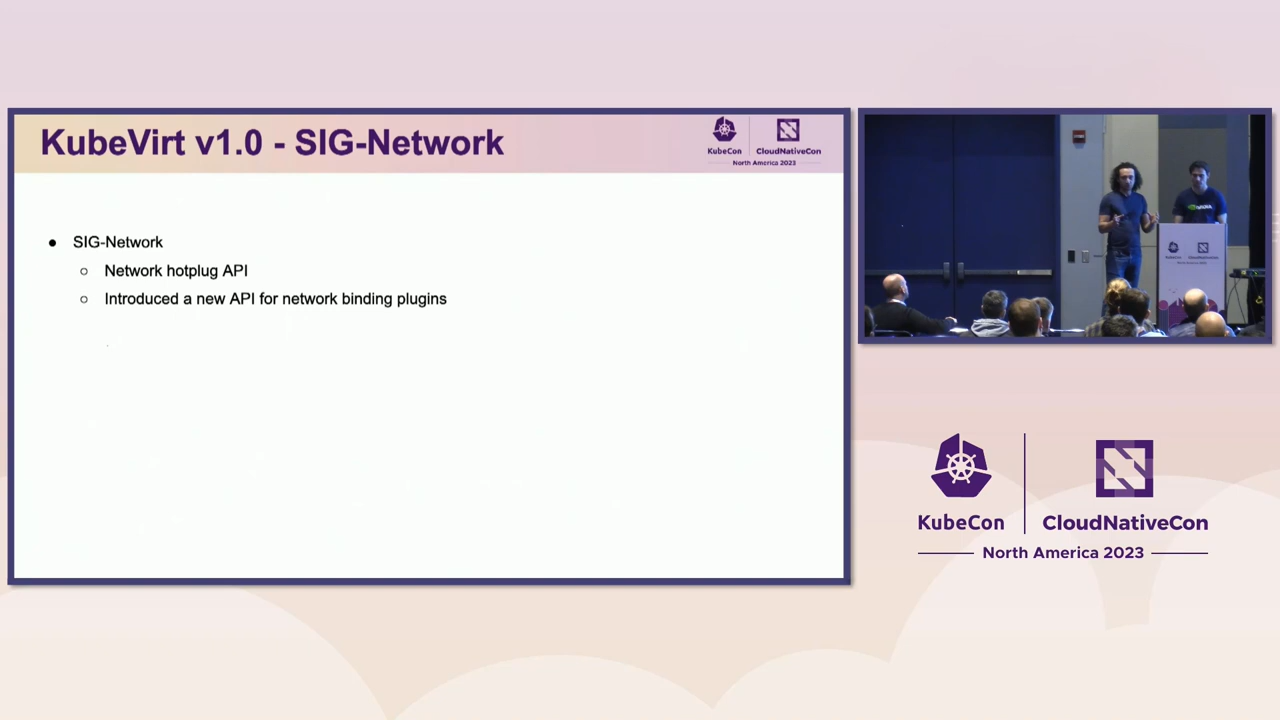 KubeVirt v1.0 - SIG-Network
KubeCon
CloudNativeCon
North America 2023
● SIG-Network
○ Network hotplug API
○ Introduced a new API for network binding plugins
KubeCon
CloudNativeCon
North America 2023